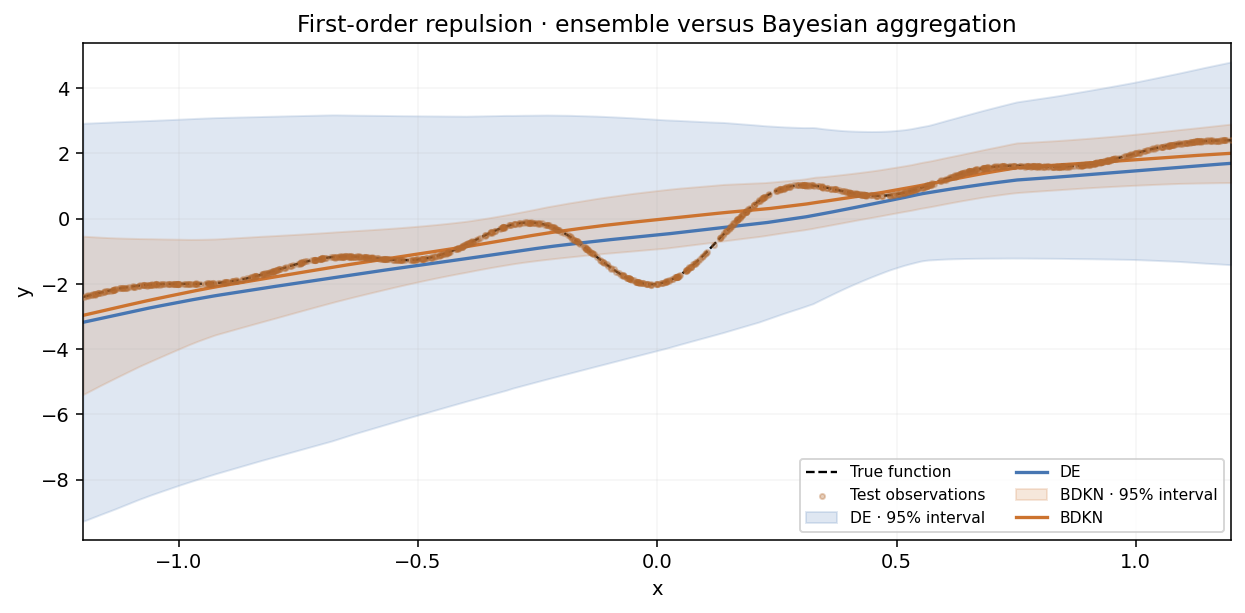 First-order repulsion · ensemble versus Bayesian aggregation
y
4
2
0
−2
−4
−6
−8
True function
Test observations
DE · 95% interval
DE
BDKN · 95% interval
BDKN
−1.0
−0.5
0.0
0.5
1.0
x